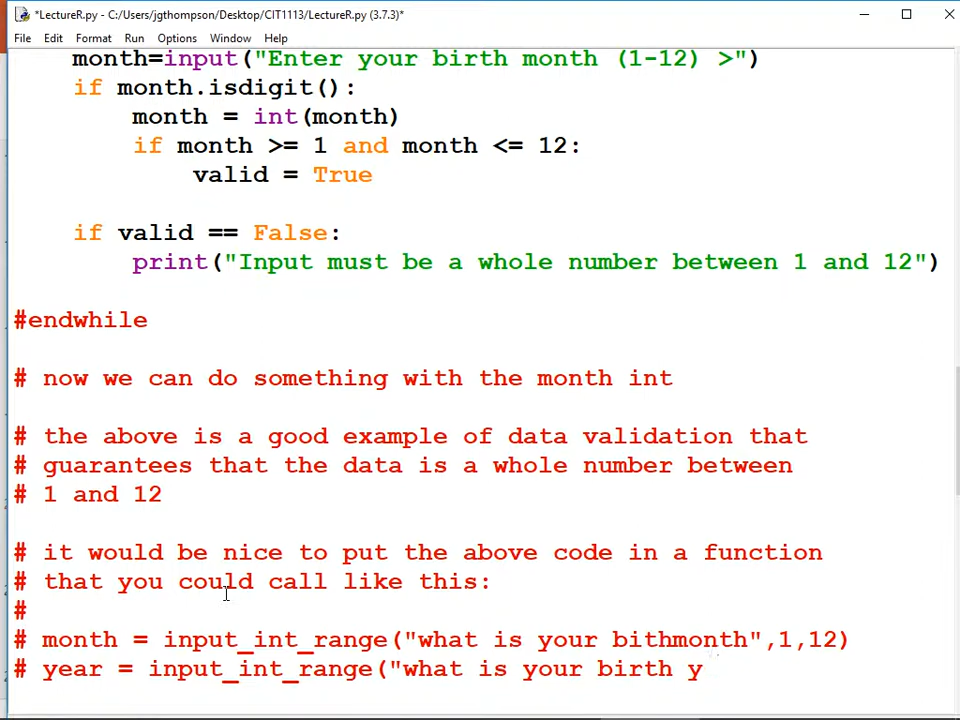 *LectureR.py - C:/Users/jgthompson/Desktop/CIT1113/LectureR.py (3.7.3)*
File Edit Format Run Options Window Help
month=input("Enter your birth month (1-12) >")
if month.isdigit():
month = int(month)
if month >= 1 and month <= 12:
valid = True
if valid == False:
print("Input must be a whole number between 1 and 12")
#endwhile
# now we can do something with the month int
# the above is a good example of data validation that
# guarantees that the data is a whole number between
# 1 and 12
# it would be nice to put the above code in a function
# that you could call like this:
#
# month = input_int_range("what is your bithmonth",1,12)
# year = input_int_range("what is your birth y